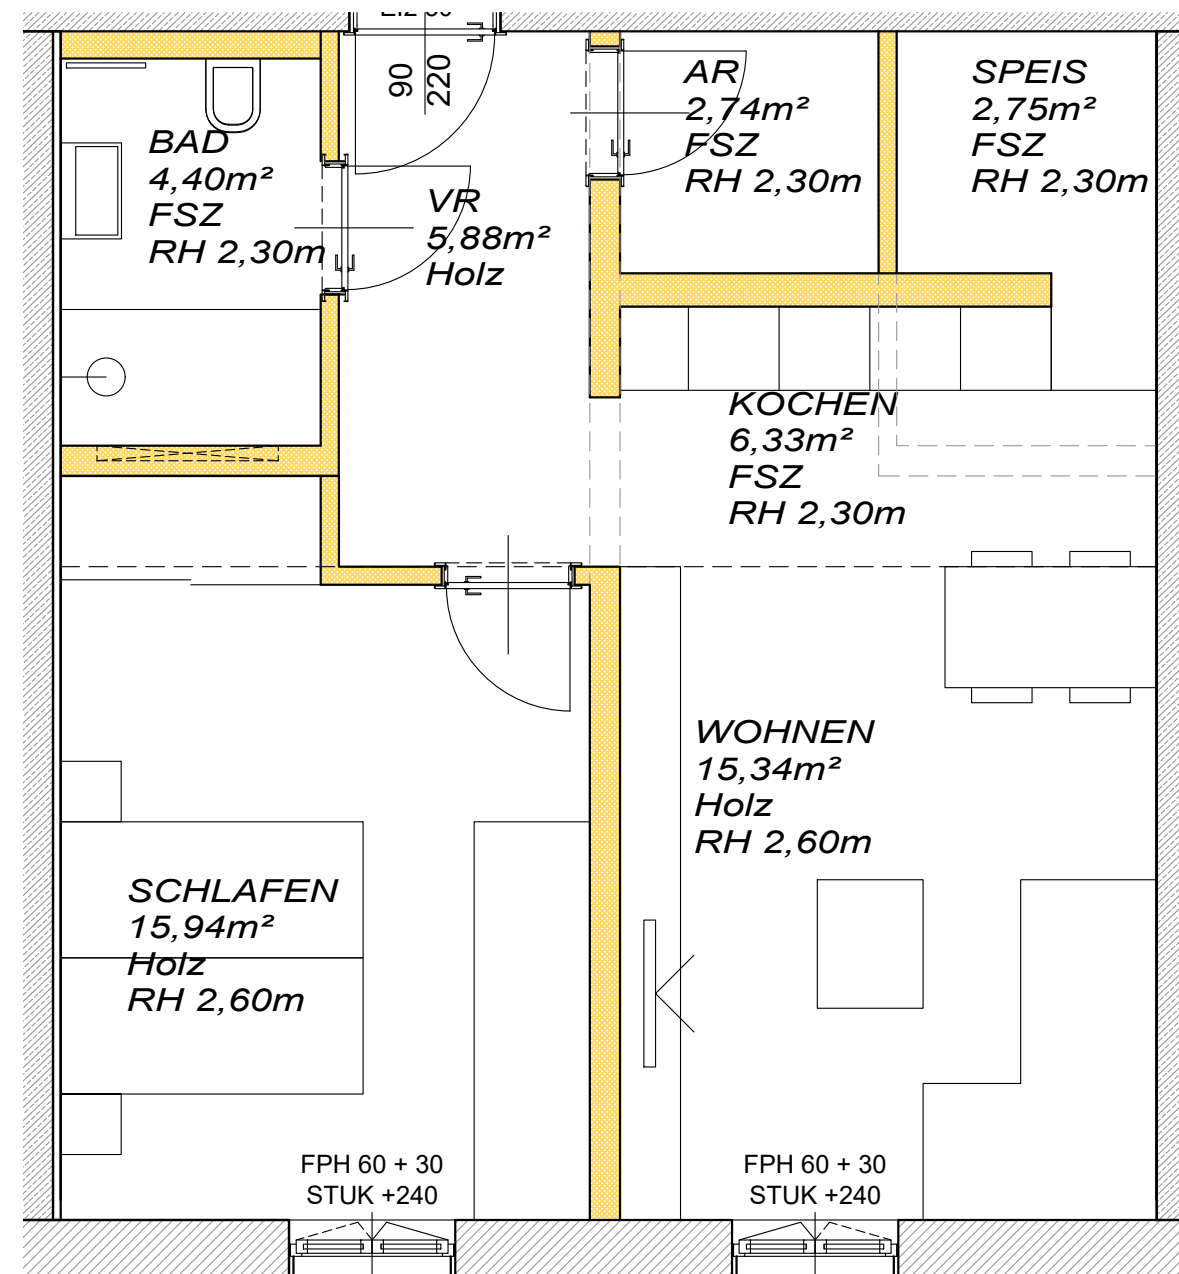 90
220
AR
2,74m²
FSZ
RH 2,30m
SPEIS
2,75m²
FSZ
RH 2,30m
BAD
4,40m²
FSZ
RH 2,30m
VR
5,88m²
Holz
KOCHEN
6,33m²
FSZ
RH 2,30m
WOHNEN
15,34m²
Holz
RH 2,60m
SCHLAFEN
15,94m²
Holz
RH 2,60m
FPH 60 + 30
STUK +240
FPH 60 + 30
STUK +240